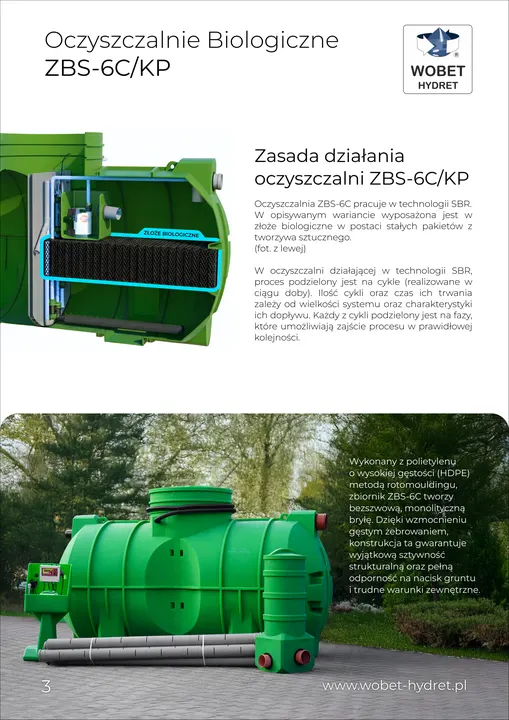 Oczyszczalnie Biologiczne
ZBS-6C/KP
WOBET
HYDRET
Zasada działania
oczyszczalni ZBS-6C/KP
ZŁOŻE BIOLOGICZNE
Oczyszczalnia ZBS-6C pracuje w technologii SBR.
W opisywanym wariancie wyposażona jest w
złoże biologiczne w postaci stałych pakietów z
tworzywa sztucznego.
(fot. z lewej)
W oczyszczalni działającej w technologii SBR,
proces podzielony jest na cykle (realizowane w
ciągu doby). Ilość cykli oraz czas ich trwania
zależy od wielkości systemu oraz charakterystyki
ich dopływu. Każdy z cykli podzielony jest na fazy,
które umożliwiają zajście procesu w prawidłowej
kolejności.
Wykonany z polietylenu
o wysokiej gęstości (HDPE)
metodą rotomouldingu,
zbiornik ZBS-6C tworzy
bezszwową, monolityczną
bryłę. Dzięki wzmocnieniu
gęstym żebrowaniem,
konstrukcja ta gwarantuje
wyjątkową sztywność
strukturalną oraz pełną
odporność na nacisk gruntu
i trudne warunki zewnętrzne.
3
www.wobet-hydret.pl